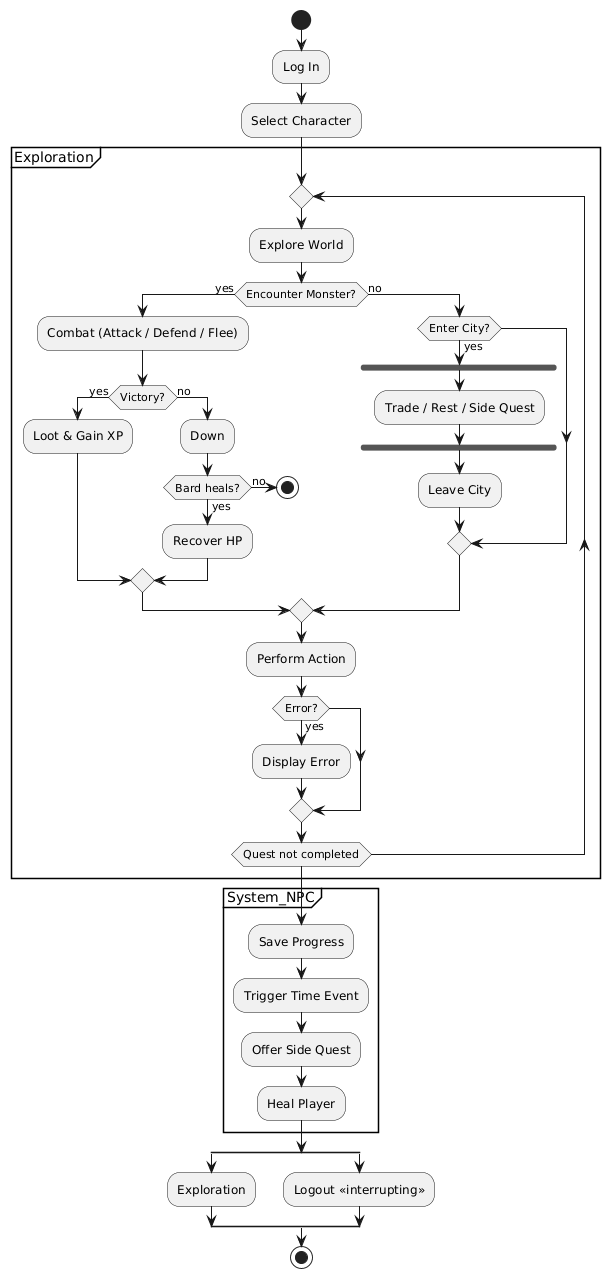 Log In
Select Character
Exploration
Explore World
yes
Encounter Monster?
no
Combat (Attack / Defend / Flee)
Enter City?
yes
yes
Victory?
no
Trade / Rest / Side Quest
Loot & Gain XP
Down
Bard heals?
no
yes
Leave City
Recover HP
Perform Action
Error?
yes
Display Error
Quest not completed
System_NPC
Save Progress
Trigger Time Event
Offer Side Quest
Heal Player
Exploration
Logout «interrupting»